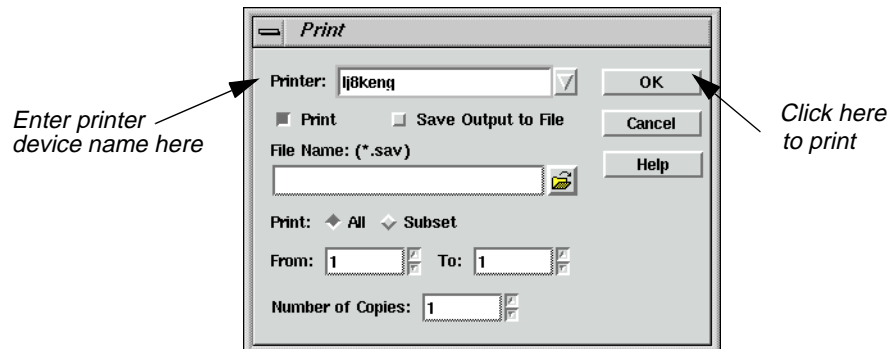 Print
Printer: lj8keng
OK
Enter printer
device name here
Click here
to print
Print Save Output to File
Cancel
File Name: (*.sav)
Help
Print: All Subset
From: 1 To: 1
Number of Copies: 1